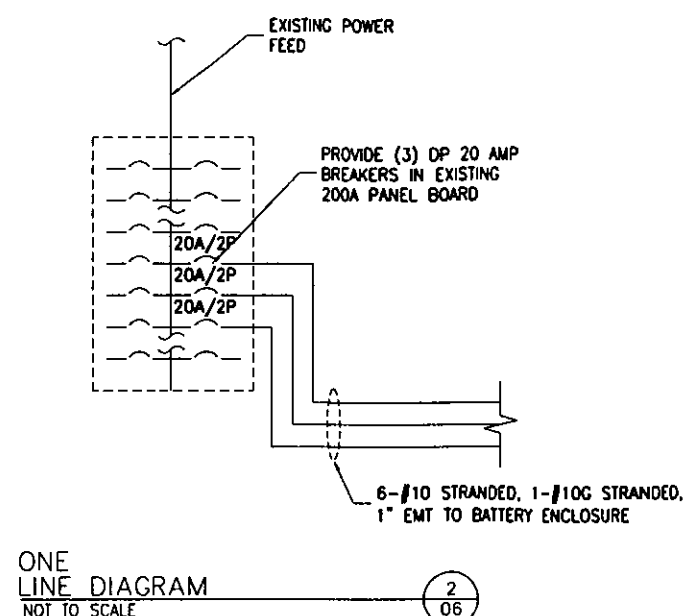 EXISTING POWER
FEED
PROVIDE (3) DP 20 AMP
BREAKERS IN EXISTING
200A PANEL BOARD
20A/2P
20A/2P
20A/2P
6-#10 STRANDED, 1-#10G STRANDED,
1" EMT TO BATTERY ENCLOSURE
ONE
LINE DIAGRAM
NOT TO SCALE
2
06